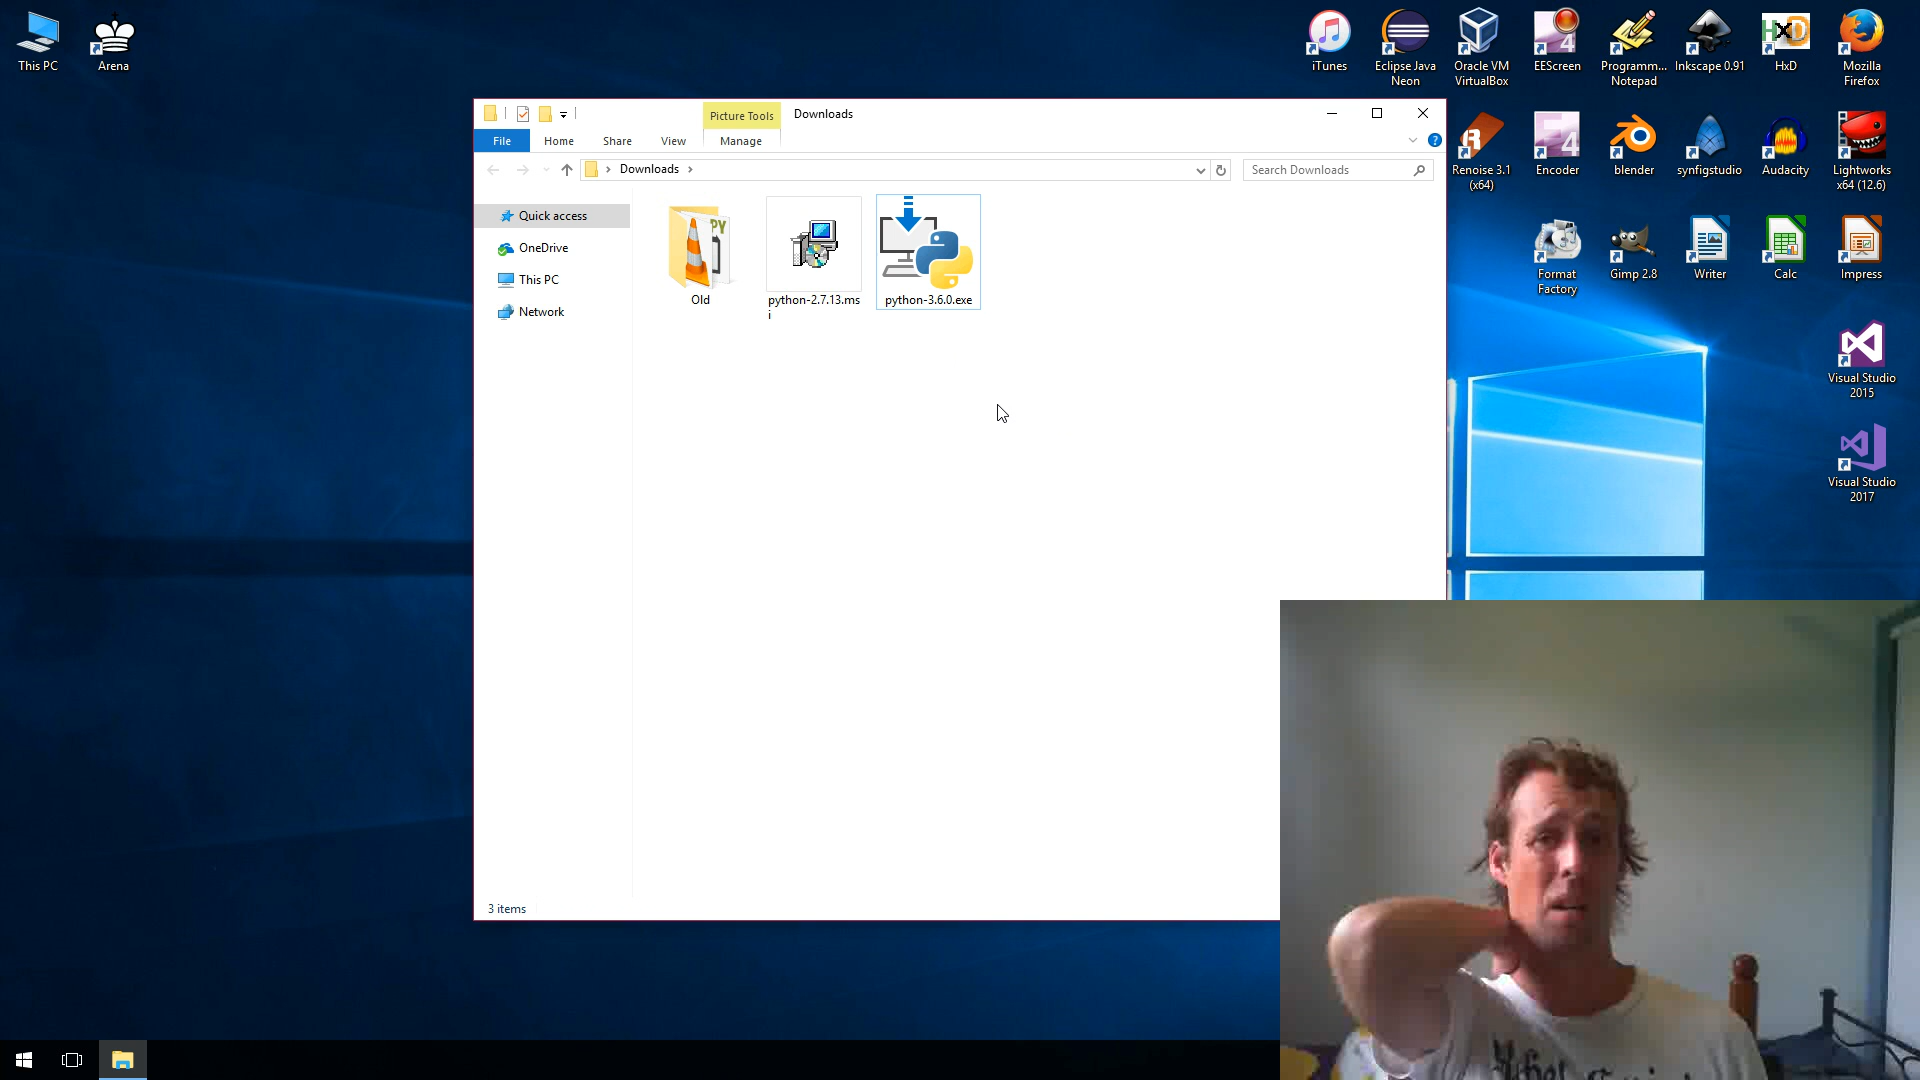 This PC
Arena
iTunes
Eclipse Java
Neon
Oracle VM
VirtualBox
EEScreen
Programm...
Notepad
Inkscape 0.91
HxD
Mozilla
Firefox
Renoise 3.1
(x64)
Encoder
blender
synfigstudio
Audacity
Lightworks
x64 (12.6)
Format
Factory
Gimp 2.8
Writer
Calc
Impress
Visual Studio
2015
Visual Studio
2017
Picture Tools
Downloads
File
Home
Share
View
Manage
Downloads
Search Downloads
Quick access
OneDrive
This PC
Network
Old
python-2.7.13.ms
i
python-3.6.0.exe
3 items